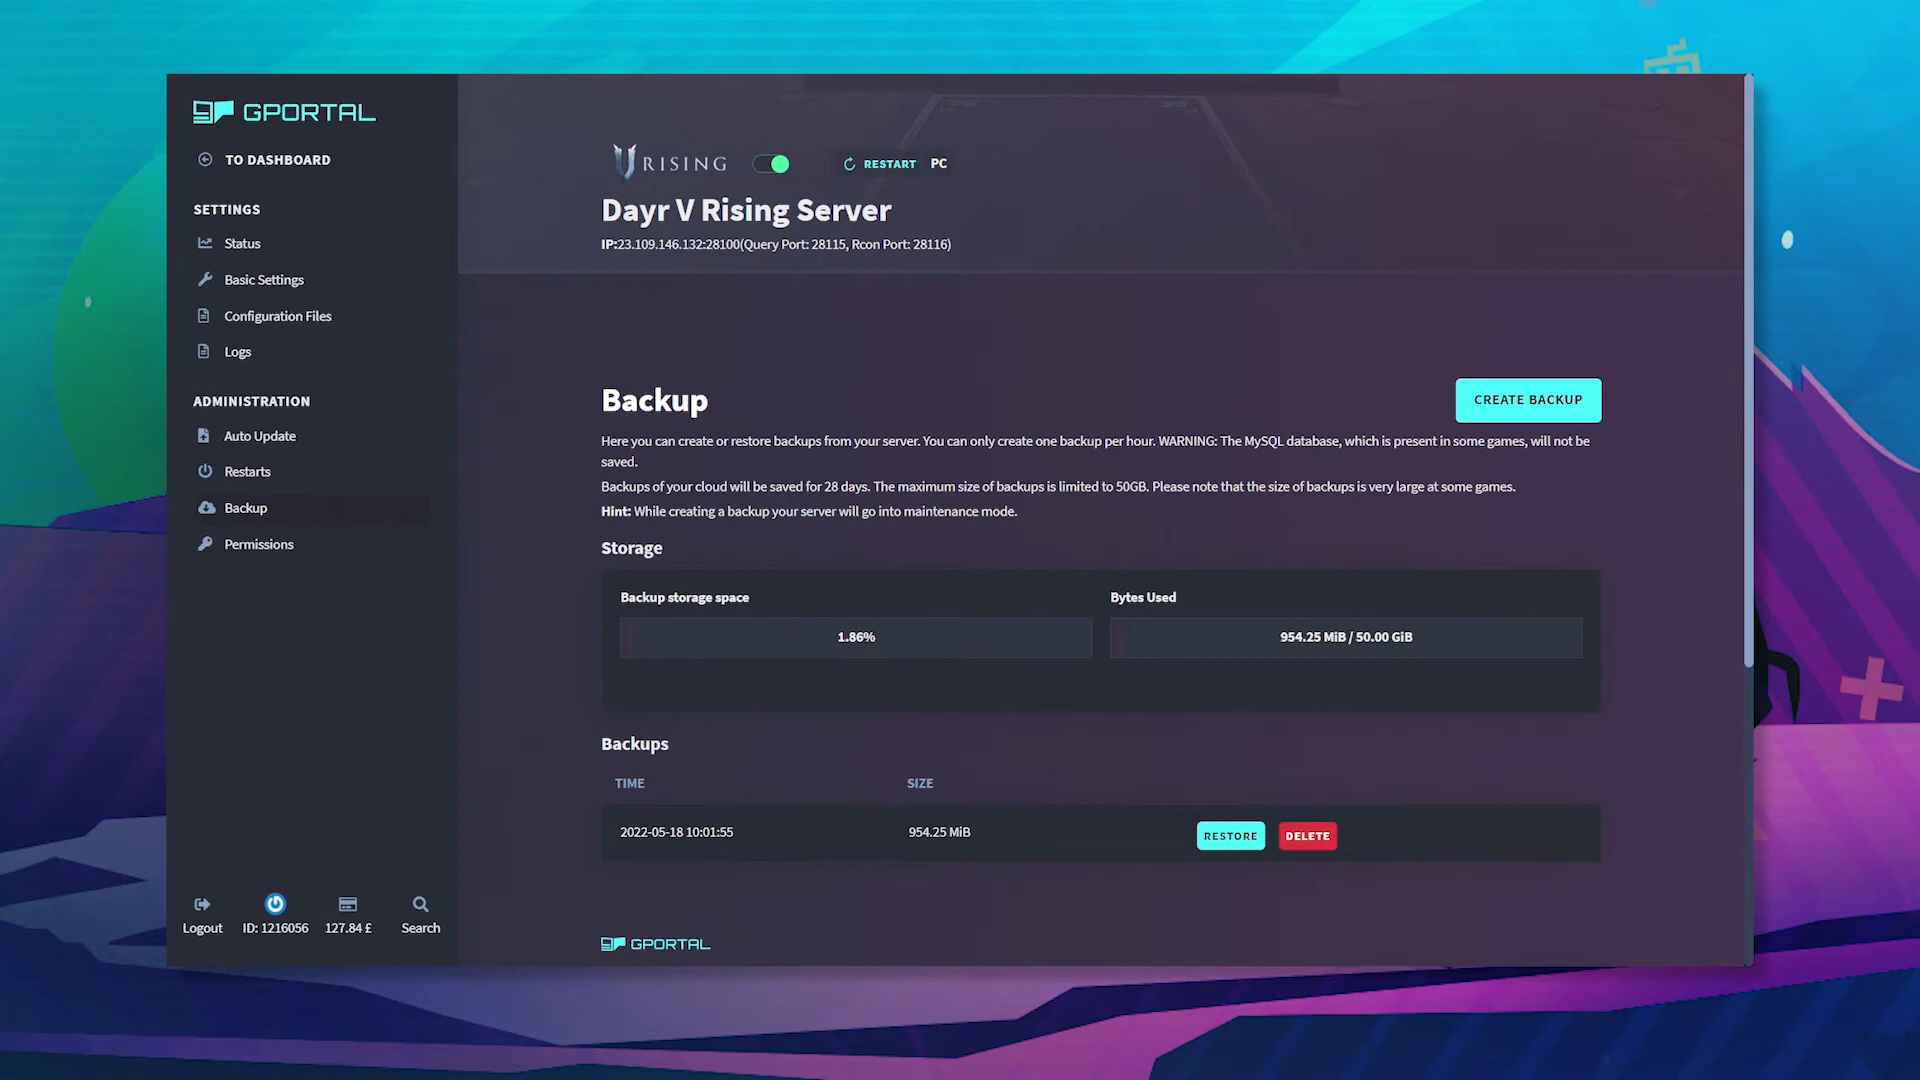 GPORTAL
TO DASHBOARD
SETTINGS
Status
Basic Settings
Configuration Files
Logs
ADMINISTRATION
Auto Update
Restarts
Backup
Permissions
Logout
ID: 1216056
127.84 £
Search
V RISING
RESTART
PC
Dayr V Rising Server
IP:23.109.146.132:28100(Query Port: 28115, Rcon Port: 28116)
Backup
CREATE BACKUP
Here you can create or restore backups from your server. You can only create one backup per hour. WARNING: The MySQL database, which is present in some games, will not be
saved.
Backups of your cloud will be saved for 28 days. The maximum size of backups is limited to 50GB. Please note that the size of backups is very large at some games.
Hint: While creating a backup your server will go into maintenance mode.
Storage
Backup storage space
Bytes Used
1.86%
954.25 MiB / 50.00 GiB
Backups
TIME
SIZE
2022-05-18 10:01:55
954.25 MiB
RESTORE
DELETE
GPORTAL